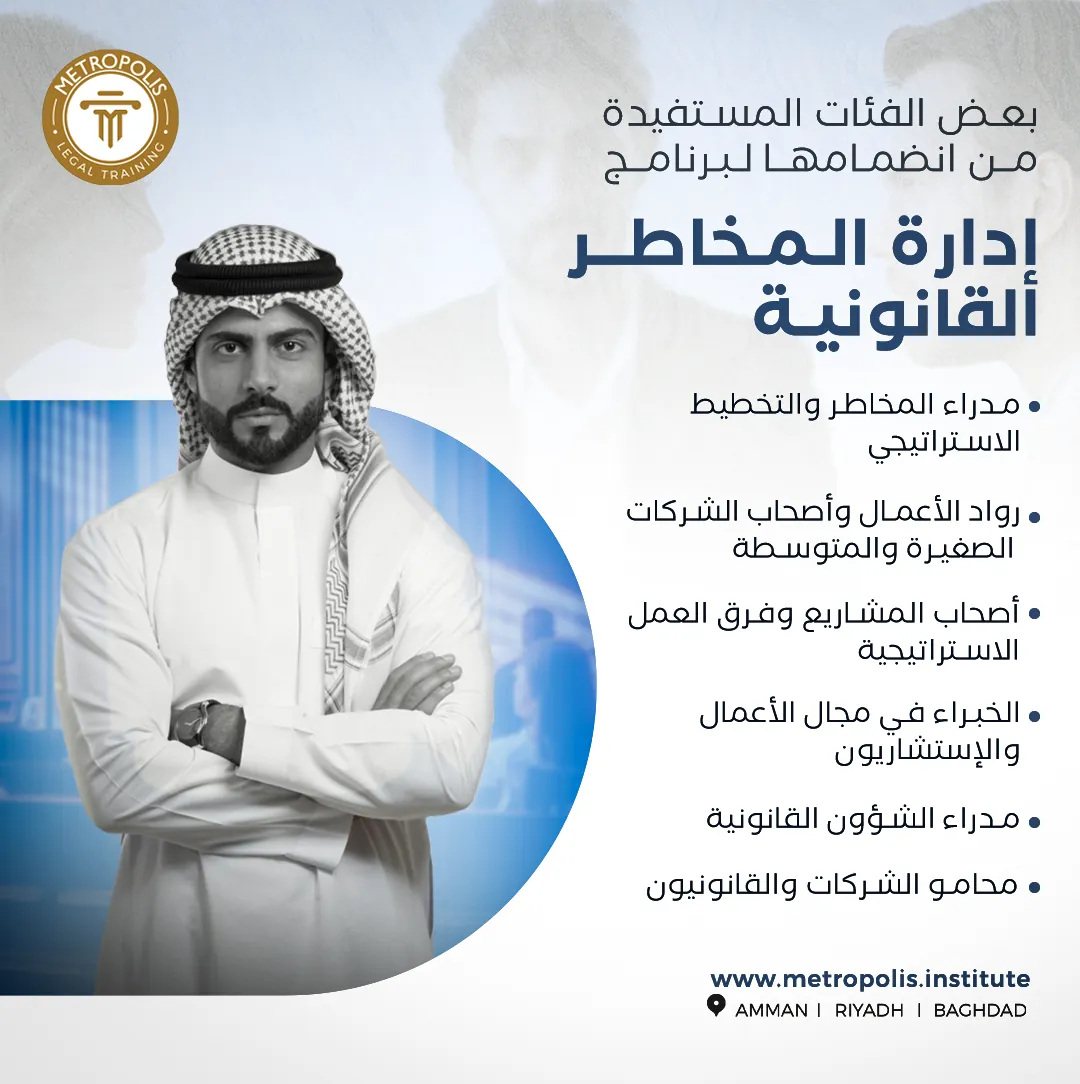 METROPOLIS
LEGAL TRAINING
بعض الفئات المستفيدة
من انضمامها لبرنامج
إدارة المخاطر
القانونية
• مدراء المخاطر والتخطيط
الاستراتيجي
• رواد الأعمال وأصحاب الشركات
الصغيرة والمتوسطة
• أصحاب المشاريع وفرق العمل
الاستراتيجية
• الخبراء في مجال الأعمال
والإستشاريون
• مدراء الشؤون القانونية
• محامو الشركات والقانونيون
www.metropolis.institute
AMMAN | RIYADH | BAGHDAD